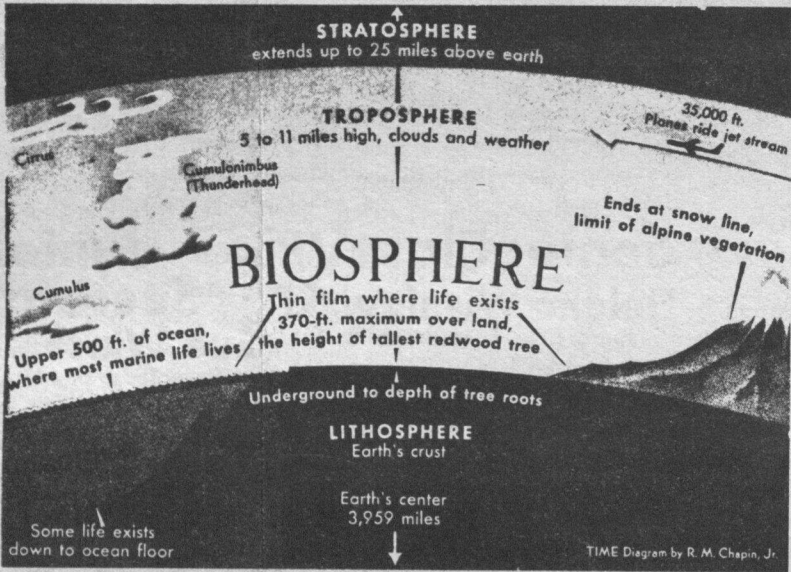 STRATOSPHERE
extends up to 25 miles above earth
TROPOSPHERE
5 to 11 miles high, clouds and weather
35,000 ft.
Planes ride jet stream
Cirrus
Cumulonimbus
(Thunderhead)
Ends at snow line,
limit of alpine vegetation
BIOSPHERE
Thin film where life exists
370-ft. maximum over land,
the height of tallest redwood tree
Cumulus
Upper 500 ft. of ocean,
where most marine life lives
Underground to depth of tree roots
LITHOSPHERE
Earth's crust
Earth's center
3,959 miles
Some life exists
down to ocean floor
TIME Diagram by R. M. Chapin, Jr.